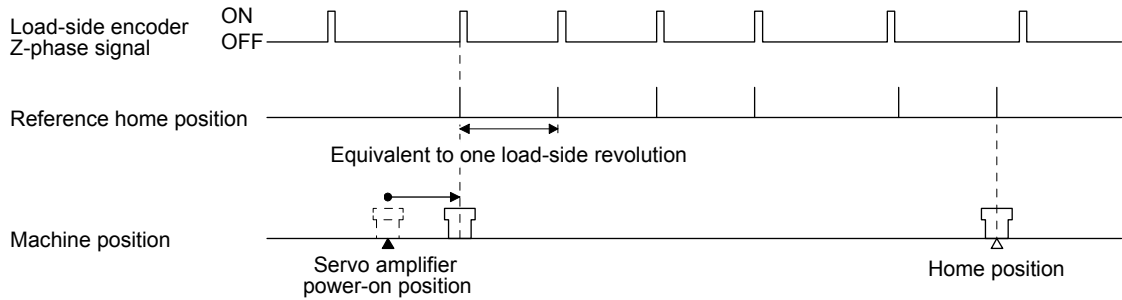 Load-side encoder
Z-phase signal
ON
OFF
Reference home position
Equivalent to one load-side revolution
Machine position
Servo amplifier
power-on position
Home position